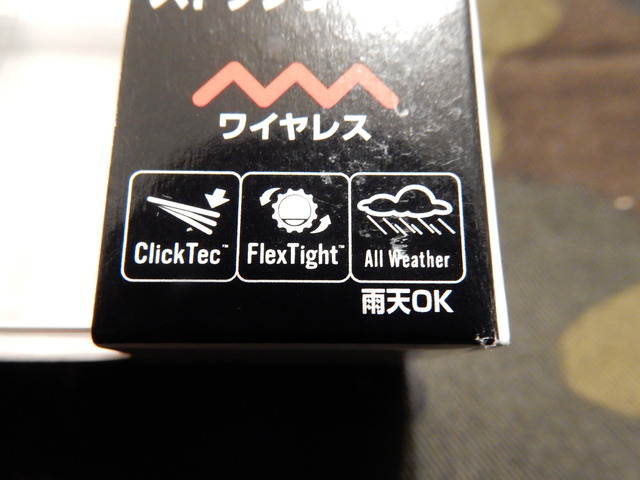 ワイヤレス
ClickTec™
FlexTight™
All Weather
雨天OK